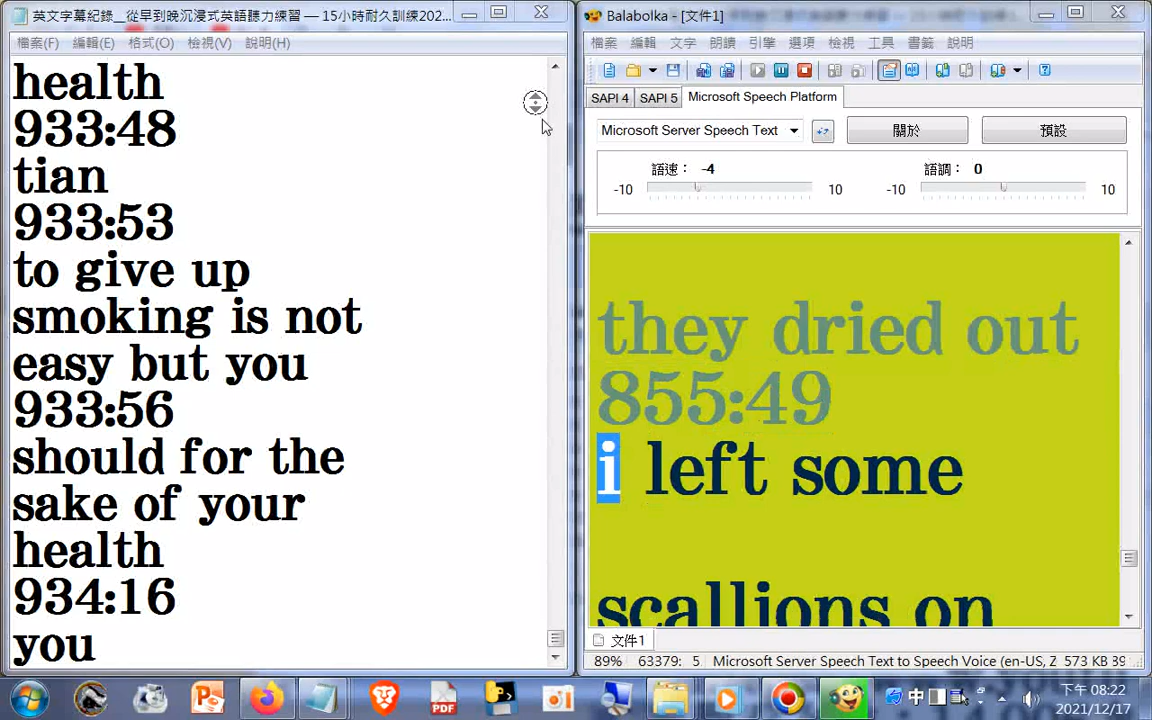 英文字幕紀錄__從早到晚沉浸式英語聽力練習 — 15小時耐久訓練202...
檔案(F) 編輯(E) 格式(O) 檢視(V) 說明(H)
health
933:48
tian
933:53
to give up
smoking is not
easy but you
933:56
should for the
sake of your
health
934:16
you
Balabolka - [文件1]
檔案 編輯 文字 朗讀 引擎 選項 檢視 工具 書籤 說明
SAPI 4 SAPI 5 Microsoft Speech Platform
Microsoft Server Speech Text 關於 預設
語速： -4 語調： 0
-10 10 -10 10
they dried out
855:49
i left some
scallions on
文件1
89% 63379: 5 Microsoft Server Speech Text to Speech Voice (en-US, Z 573 KB 39
PDF 中 下午 08:22
2021/12/17